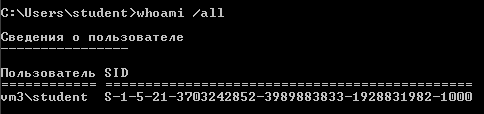 C:\Users\student>whoami /all
Сведения о пользователе
----------------
Пользователь SID
============ ==============================================
vm3\student S-1-5-21-3703242852-3989883833-1928831982-1000